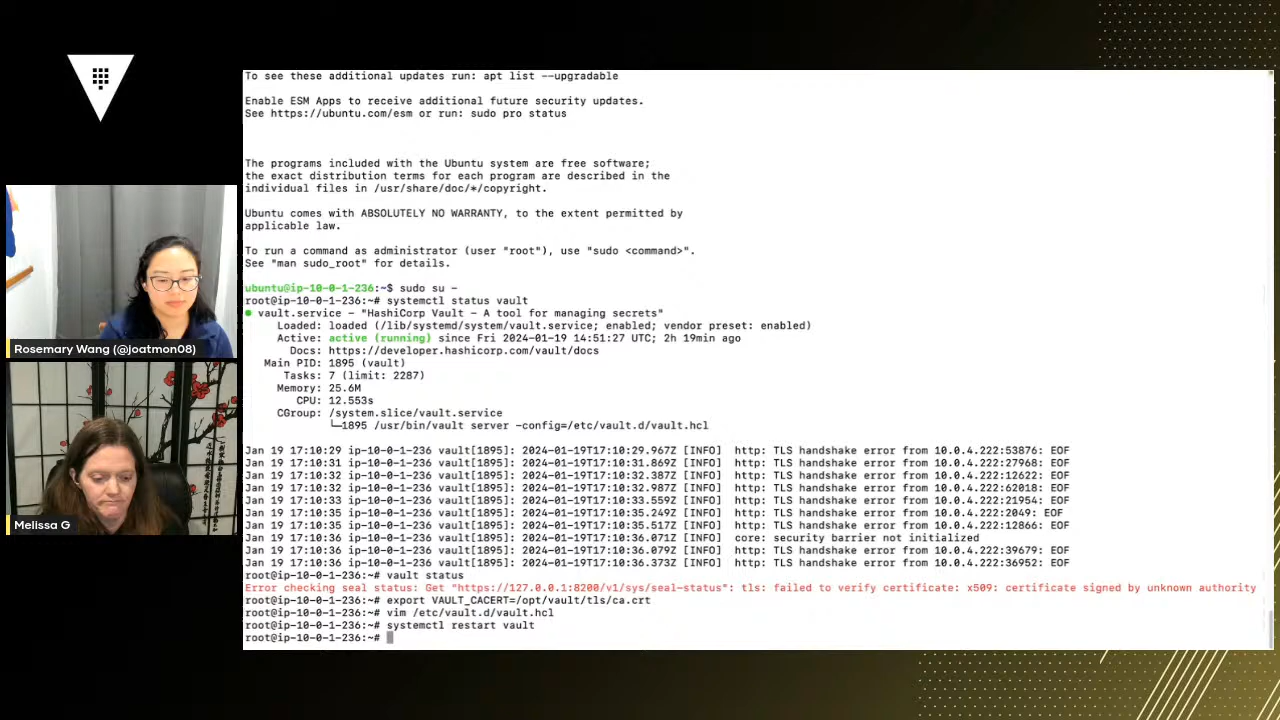 To see these additional updates run: apt list --upgradable
Enable ESM Apps to receive additional future security updates.
See https://ubuntu.com/esm or run: sudo pro status
The programs included with the Ubuntu system are free software;
the exact distribution terms for each program are described in the
individual files in /usr/share/doc/*/copyright.
Ubuntu comes with ABSOLUTELY NO WARRANTY, to the extent permitted by
applicable law.
To run a command as administrator (user "root"), use "sudo <command>".
See "man sudo_root" for details.
ubuntu@ip-10-0-1-236:~$ sudo su -
root@ip-10-0-1-236:~# systemctl status vault
● vault.service - "HashiCorp Vault - A tool for managing secrets"
Loaded: loaded (/lib/systemd/system/vault.service; enabled; vendor preset: enabled)
Active: active (running) since Fri 2024-01-19 14:51:27 UTC; 2h 19min ago
Docs: https://developer.hashicorp.com/vault/docs
Main PID: 1895 (vault)
Tasks: 7 (limit: 2287)
Memory: 25.6M
CPU: 12.553s
CGroup: /system.slice/vault.service
└─1895 /usr/bin/vault server -config=/etc/vault.d/vault.hcl
Jan 19 17:10:29 ip-10-0-1-236 vault[1895]: 2024-01-19T17:10:29.967Z [INFO] http: TLS handshake error from 10.0.4.222:53876: EOF
Jan 19 17:10:31 ip-10-0-1-236 vault[1895]: 2024-01-19T17:10:31.869Z [INFO] http: TLS handshake error from 10.0.4.222:27968: EOF
Jan 19 17:10:32 ip-10-0-1-236 vault[1895]: 2024-01-19T17:10:32.387Z [INFO] http: TLS handshake error from 10.0.4.222:12622: EOF
Jan 19 17:10:32 ip-10-0-1-236 vault[1895]: 2024-01-19T17:10:32.987Z [INFO] http: TLS handshake error from 10.0.4.222:62018: EOF
Jan 19 17:10:33 ip-10-0-1-236 vault[1895]: 2024-01-19T17:10:33.559Z [INFO] http: TLS handshake error from 10.0.4.222:21954: EOF
Jan 19 17:10:35 ip-10-0-1-236 vault[1895]: 2024-01-19T17:10:35.249Z [INFO] http: TLS handshake error from 10.0.4.222:2049: EOF
Jan 19 17:10:35 ip-10-0-1-236 vault[1895]: 2024-01-19T17:10:35.517Z [INFO] http: TLS handshake error from 10.0.4.222:12866: EOF
Jan 19 17:10:36 ip-10-0-1-236 vault[1895]: 2024-01-19T17:10:36.071Z [INFO] core: security barrier not initialized
Jan 19 17:10:36 ip-10-0-1-236 vault[1895]: 2024-01-19T17:10:36.079Z [INFO] http: TLS handshake error from 10.0.4.222:39679: EOF
Jan 19 17:10:36 ip-10-0-1-236 vault[1895]: 2024-01-19T17:10:36.373Z [INFO] http: TLS handshake error from 10.0.4.222:36952: EOF
root@ip-10-0-1-236:~# vault status
Error checking seal status: Get "https://127.0.0.1:8200/v1/sys/seal-status": tls: failed to verify certificate: x509: certificate signed by unknown authority
root@ip-10-0-1-236:~# export VAULT_CACERT=/opt/vault/tls/ca.crt
root@ip-10-0-1-236:~# vim /etc/vault.d/vault.hcl
root@ip-10-0-1-236:~# systemctl restart vault
root@ip-10-0-1-236:~#
Rosemary Wang (@joatmon08)
Melissa G